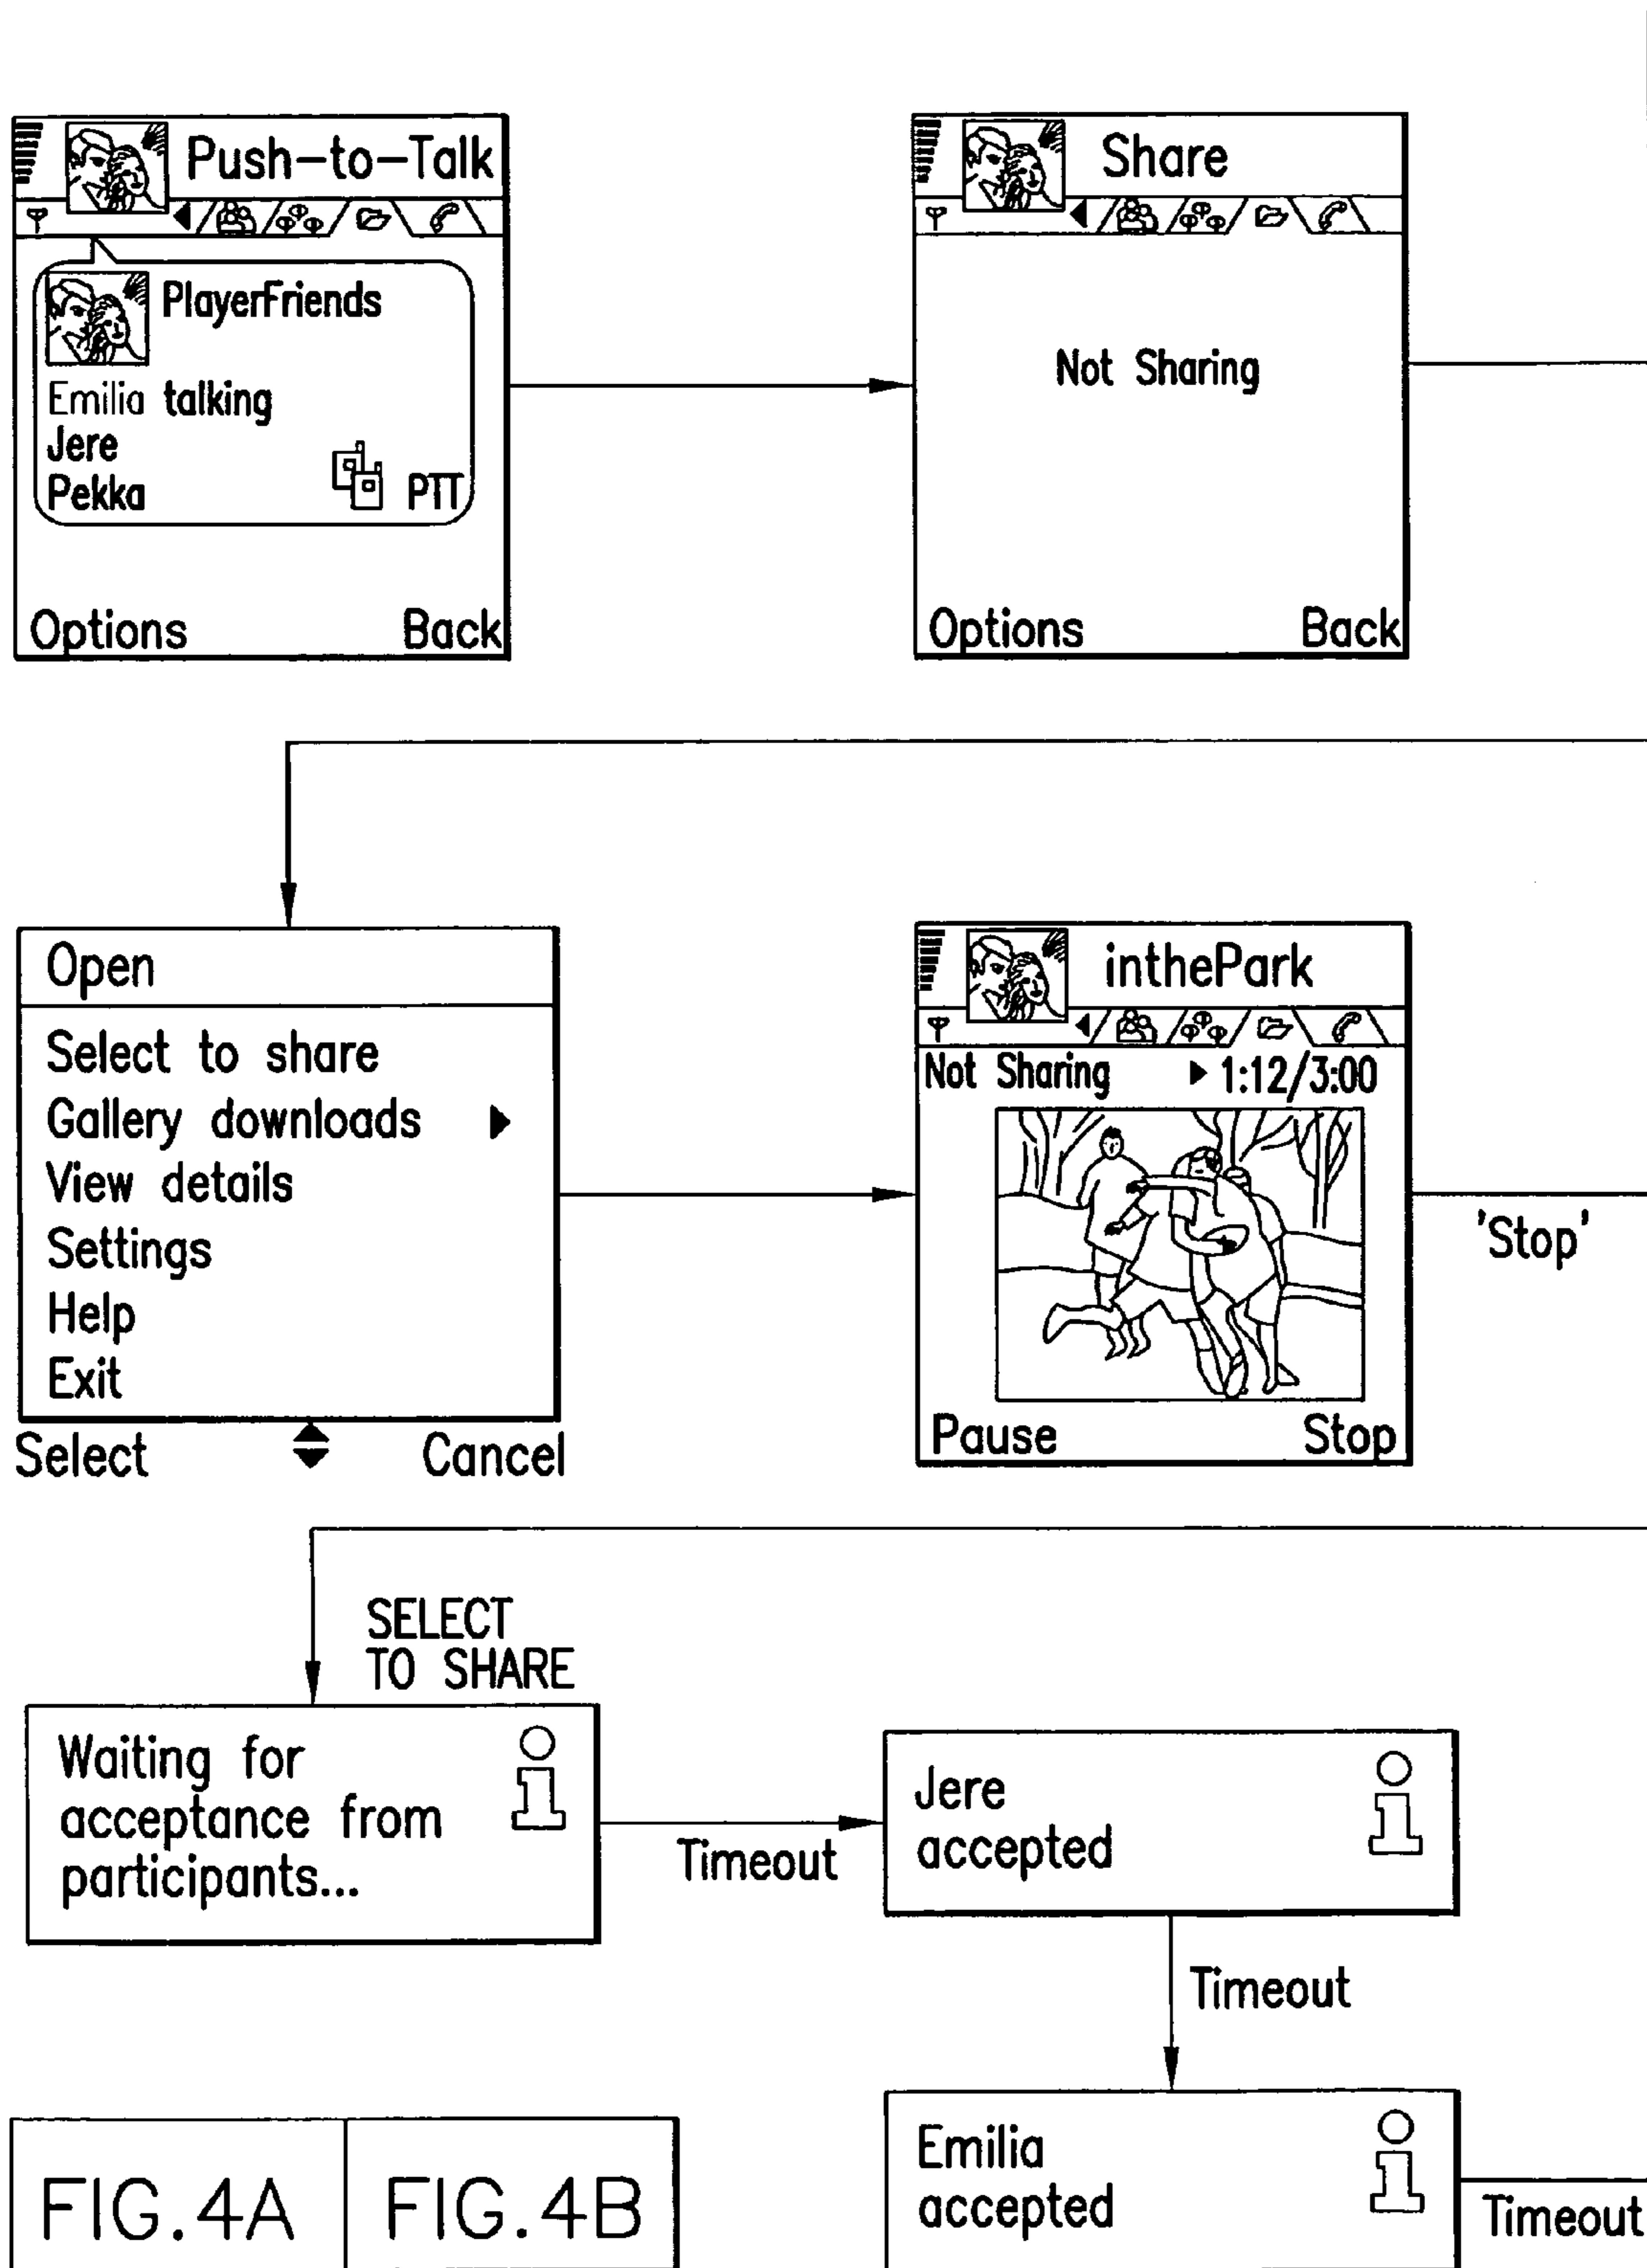 Push-to-Talk
PlayerFriends
Emilia talking
Jere
Pekka
PTT
Options Back
Share
Not Sharing
Options Back
Open
Select to share
Gallery downloads
View details
Settings
Help
Exit
Select Cancel
inthePark
Not Sharing 1:12/3:00
Pause Stop
'Stop'
SELECT
TO SHARE
Waiting for
acceptance from
participants...
Timeout
Jere
accepted
Timeout
Emilia
accepted
Timeout
FIG.4A FIG.4B